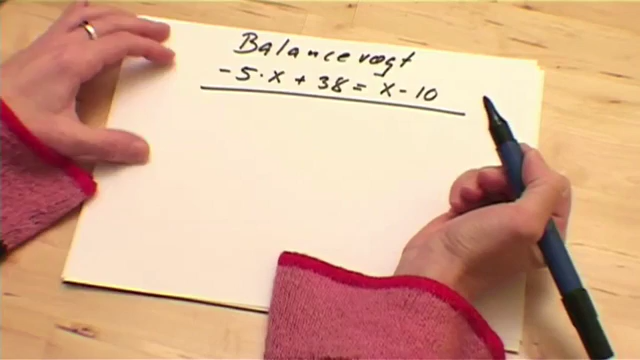 Balancevægt
-5·x + 38 = x - 10